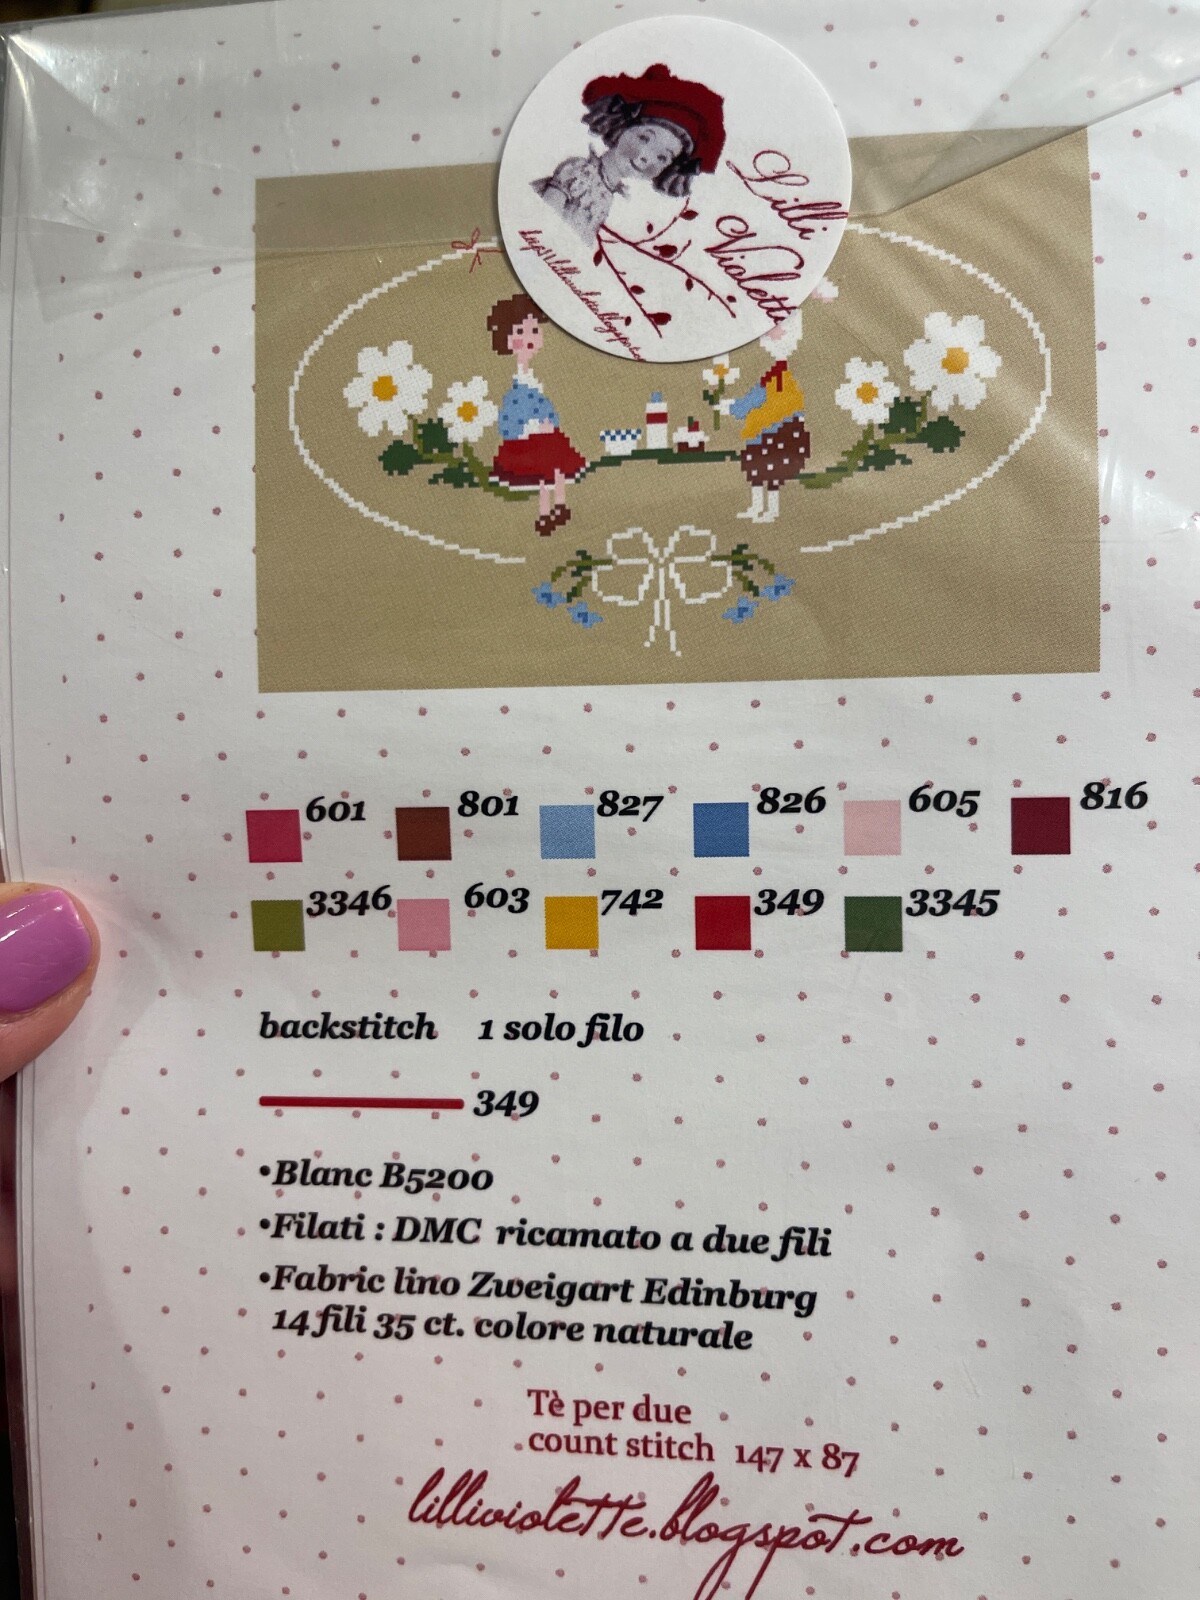 Lilli
Violette
601 801 827 826 605 816
3346 603 742 349 3345
backstitch 1 solo filo
349
•Blanc B5200
•Filati : DMC ricamato a due fili
•Fabric lino Zweigart Edinburg
14 fili 35 ct. colore naturale
Tè per due
count stitch 147 x 87
lilliviolette.blogspot.com